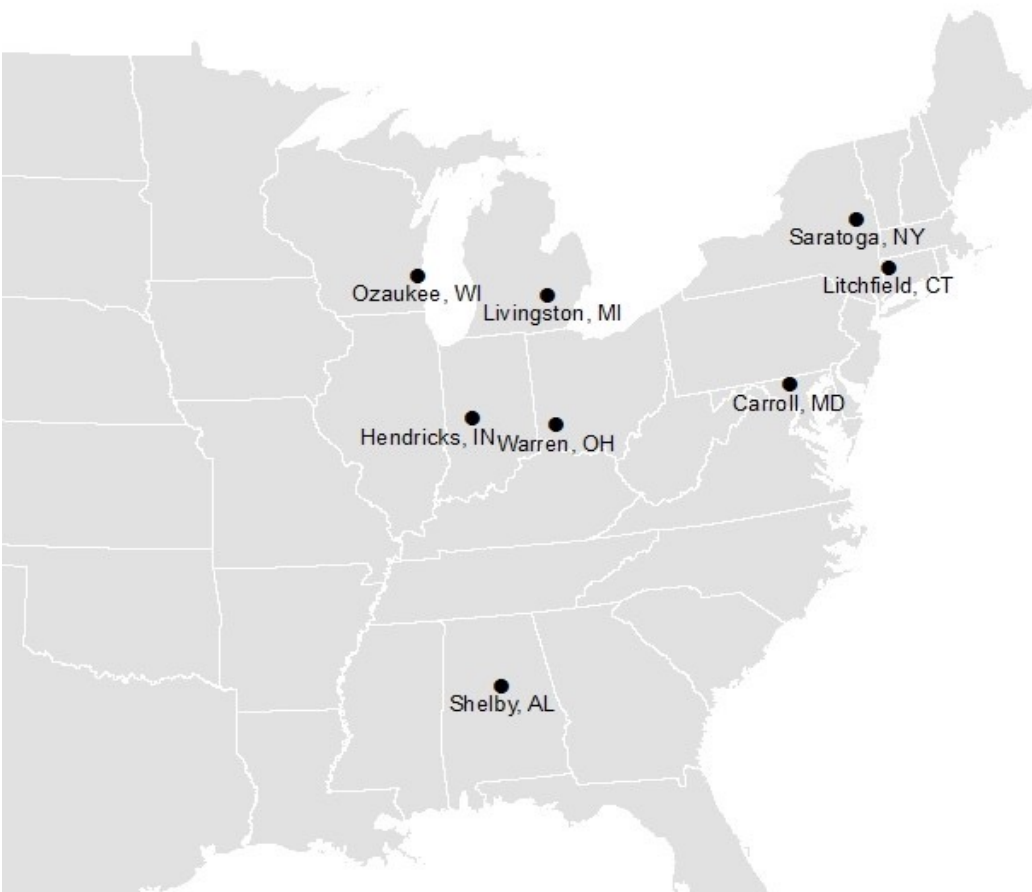 Saratoga, NY
Litchfield, CT
Ozaukee, WI
Livingston, MI
Carroll, MD
Hendricks, IN
Warren, OH
Shelby, AL